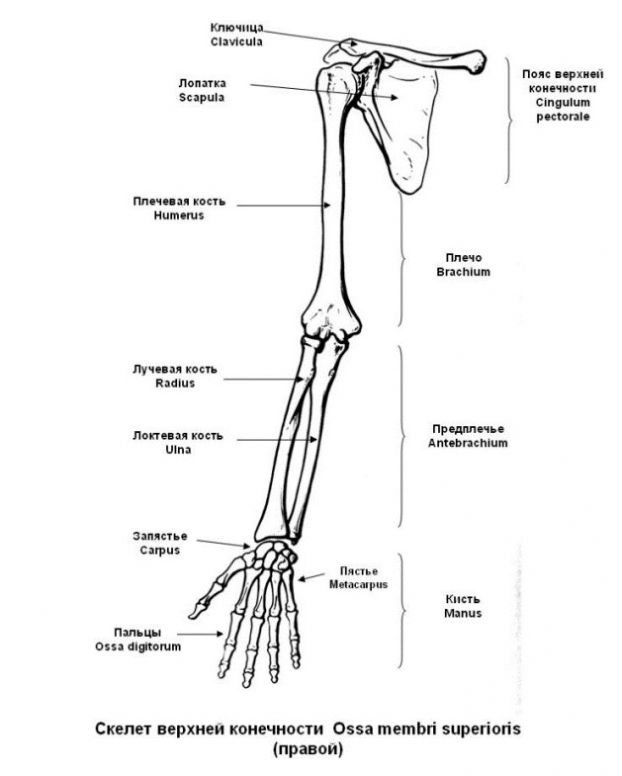 Ключица
Clavicula
Лопатка
Scapula
Пояс верхней
конечности
Cingulum
pectorale
Плечевая кость
Humerus
Плечо
Brachium
Лучевая кость
Radius
Локтевая кость
Ulna
Предплечье
Antebrachium
Запястье
Carpus
Пястье
Metacarpus
Кисть
Manus
Пальцы
Ossa digitorum
Скелет верхней конечности Ossa membri superioris
(правой)